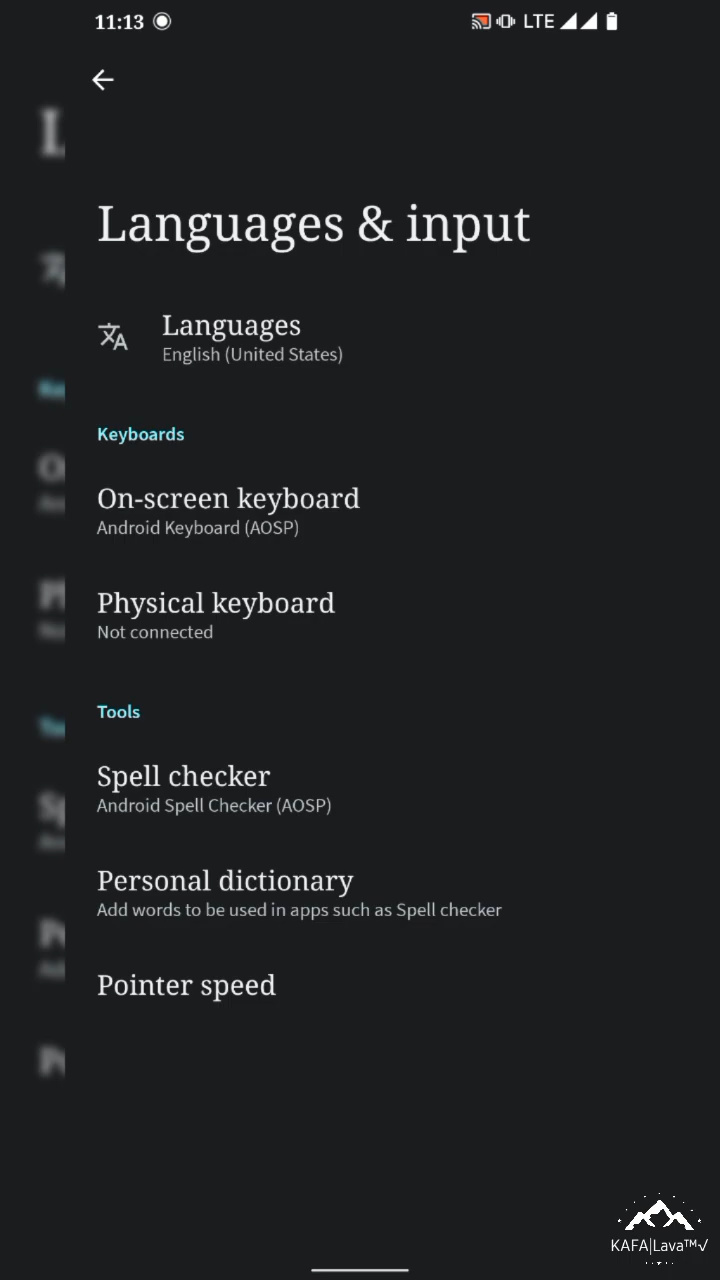 11:13
LTE
Languages & input
Languages
English (United States)
Keyboards
On-screen keyboard
Android Keyboard (AOSP)
Physical keyboard
Not connected
Tools
Spell checker
Android Spell Checker (AOSP)
Personal dictionary
Add words to be used in apps such as Spell checker
Pointer speed
KAFA|Lava™√